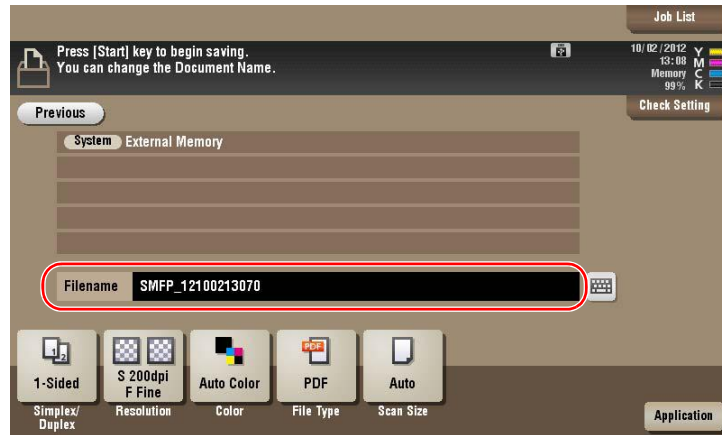 Job List
Press [Start] key to begin saving.
You can change the Document Name.
10/02/2012
13:08
Memory
99%
Y
M
C
K
Previous
Check Setting
System External Memory
Filename SMFP_12100213070
1-Sided
S 200dpi
F Fine
Auto Color
PDF
PDF
Auto
Simplex/
Duplex
Resolution
Color
File Type
Scan Size
Application